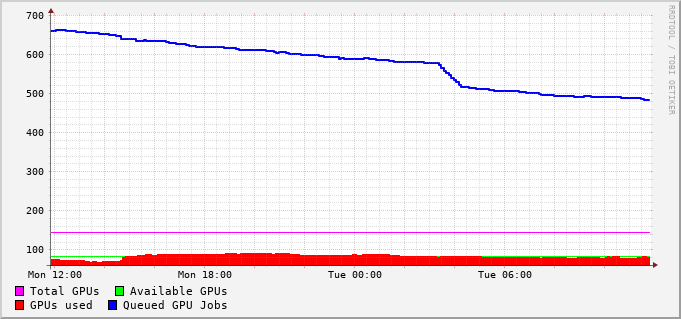 700
600
500
400
300
200
100
Mon 12:00 Mon 18:00 Tue 00:00 Tue 06:00
Total GPUs Available GPUs
GPUs used Queued GPU Jobs
RRDTOOL / TOBI OETIKER